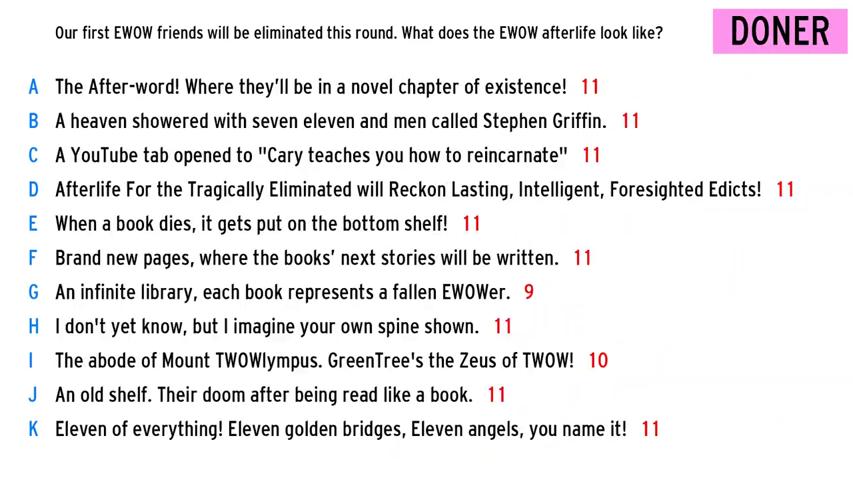 Our first EWOW friends will be eliminated this round. What does the EWOW afterlife look like?
DONER
A The After-word! Where they'll be in a novel chapter of existence! 11
B A heaven showered with seven eleven and men called Stephen Griffin. 11
C A YouTube tab opened to "Cary teaches you how to reincarnate" 11
D Afterlife For the Tragically Eliminated will Reckon Lasting, Intelligent, Foresighted Edicts! 11
E When a book dies, it gets put on the bottom shelf! 11
F Brand new pages, where the books' next stories will be written. 11
G An infinite library, each book represents a fallen EWOWer. 9
H I don't yet know, but I imagine your own spine shown. 11
I The abode of Mount TWOWlympus. GreenTree's the Zeus of TWOW! 10
J An old shelf. Their doom after being read like a book. 11
K Eleven of everything! Eleven golden bridges, Eleven angels, you name it! 11